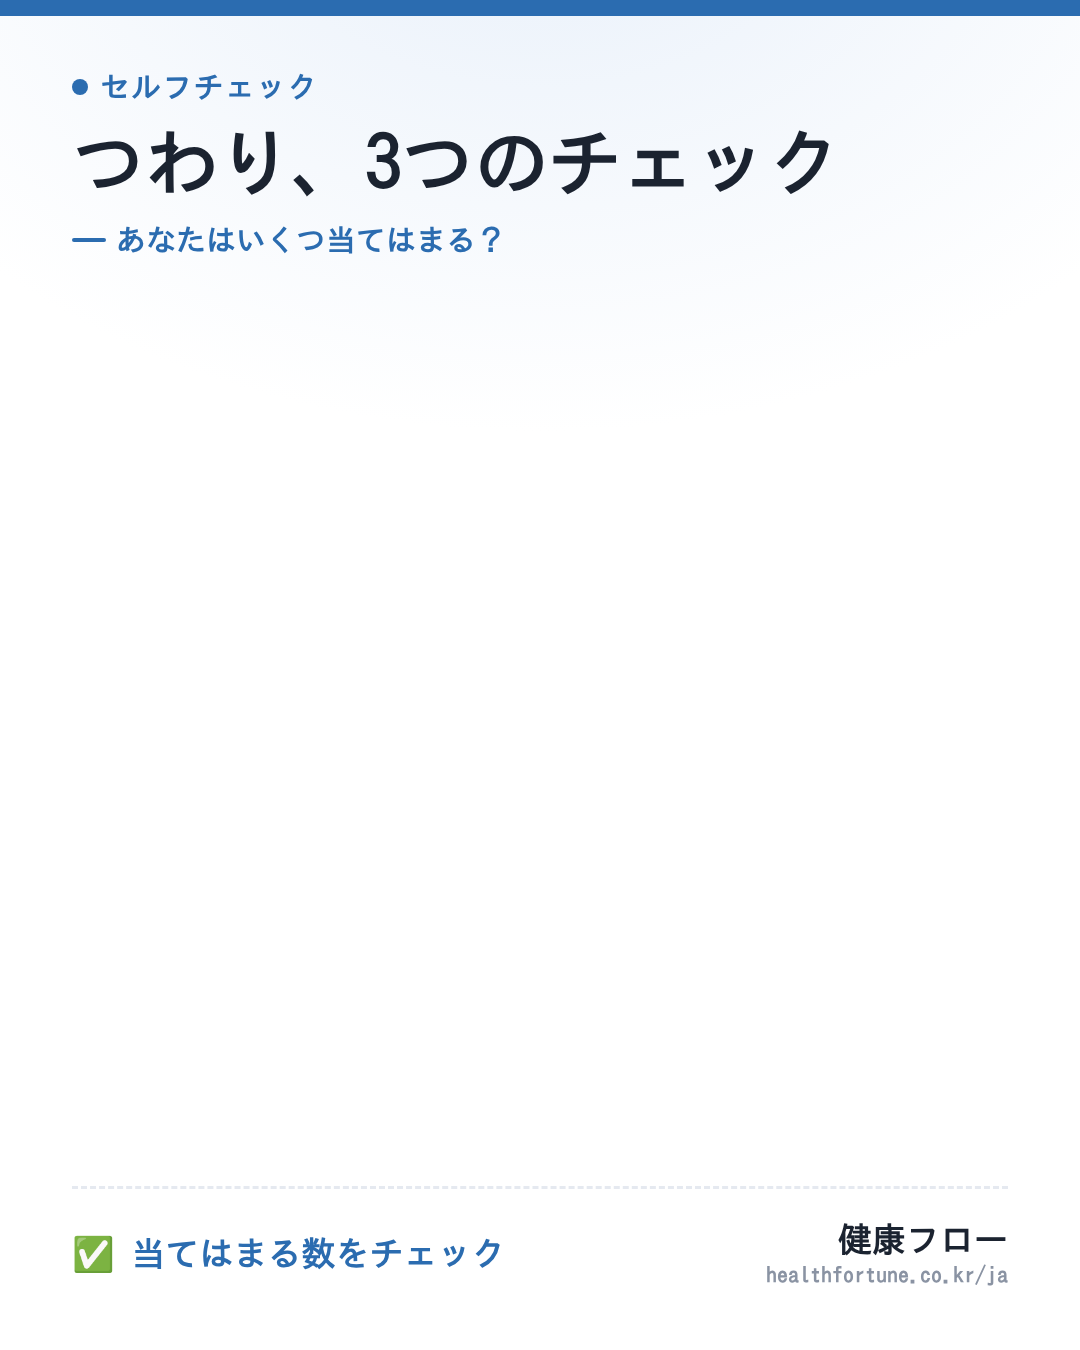 セルフチェック
つわり、3つのチェック
— あなたはいくつ当てはまる？
✅ 当てはまる数をチェック
健康フロー
healthfortune.co.kr/ja